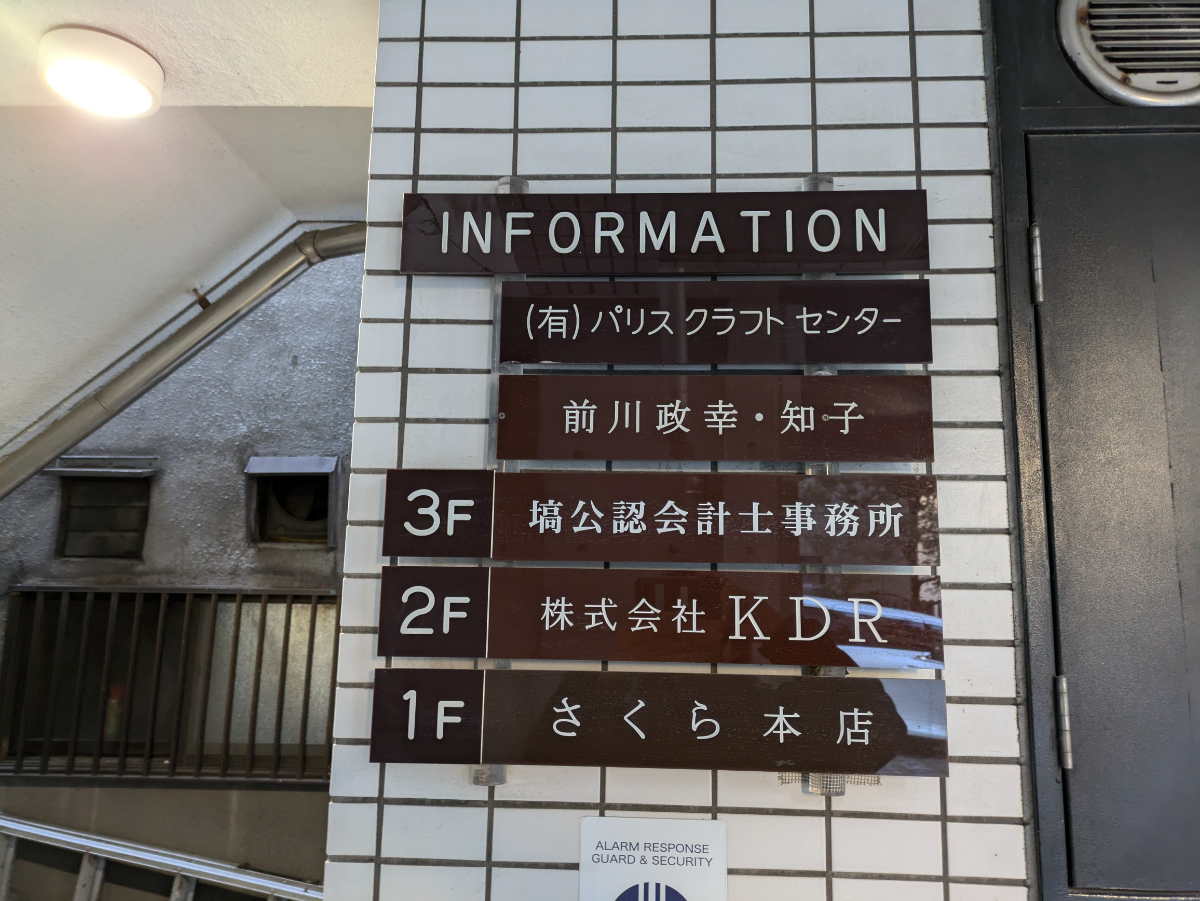 INFORMATION
(有)パリス クラフト センター
前川政幸・知子
3F 塙公認会計士事務所
2F 株式会社 KDR
1F さくら 本店
ALARM RESPONSE
GUARD & SECURITY